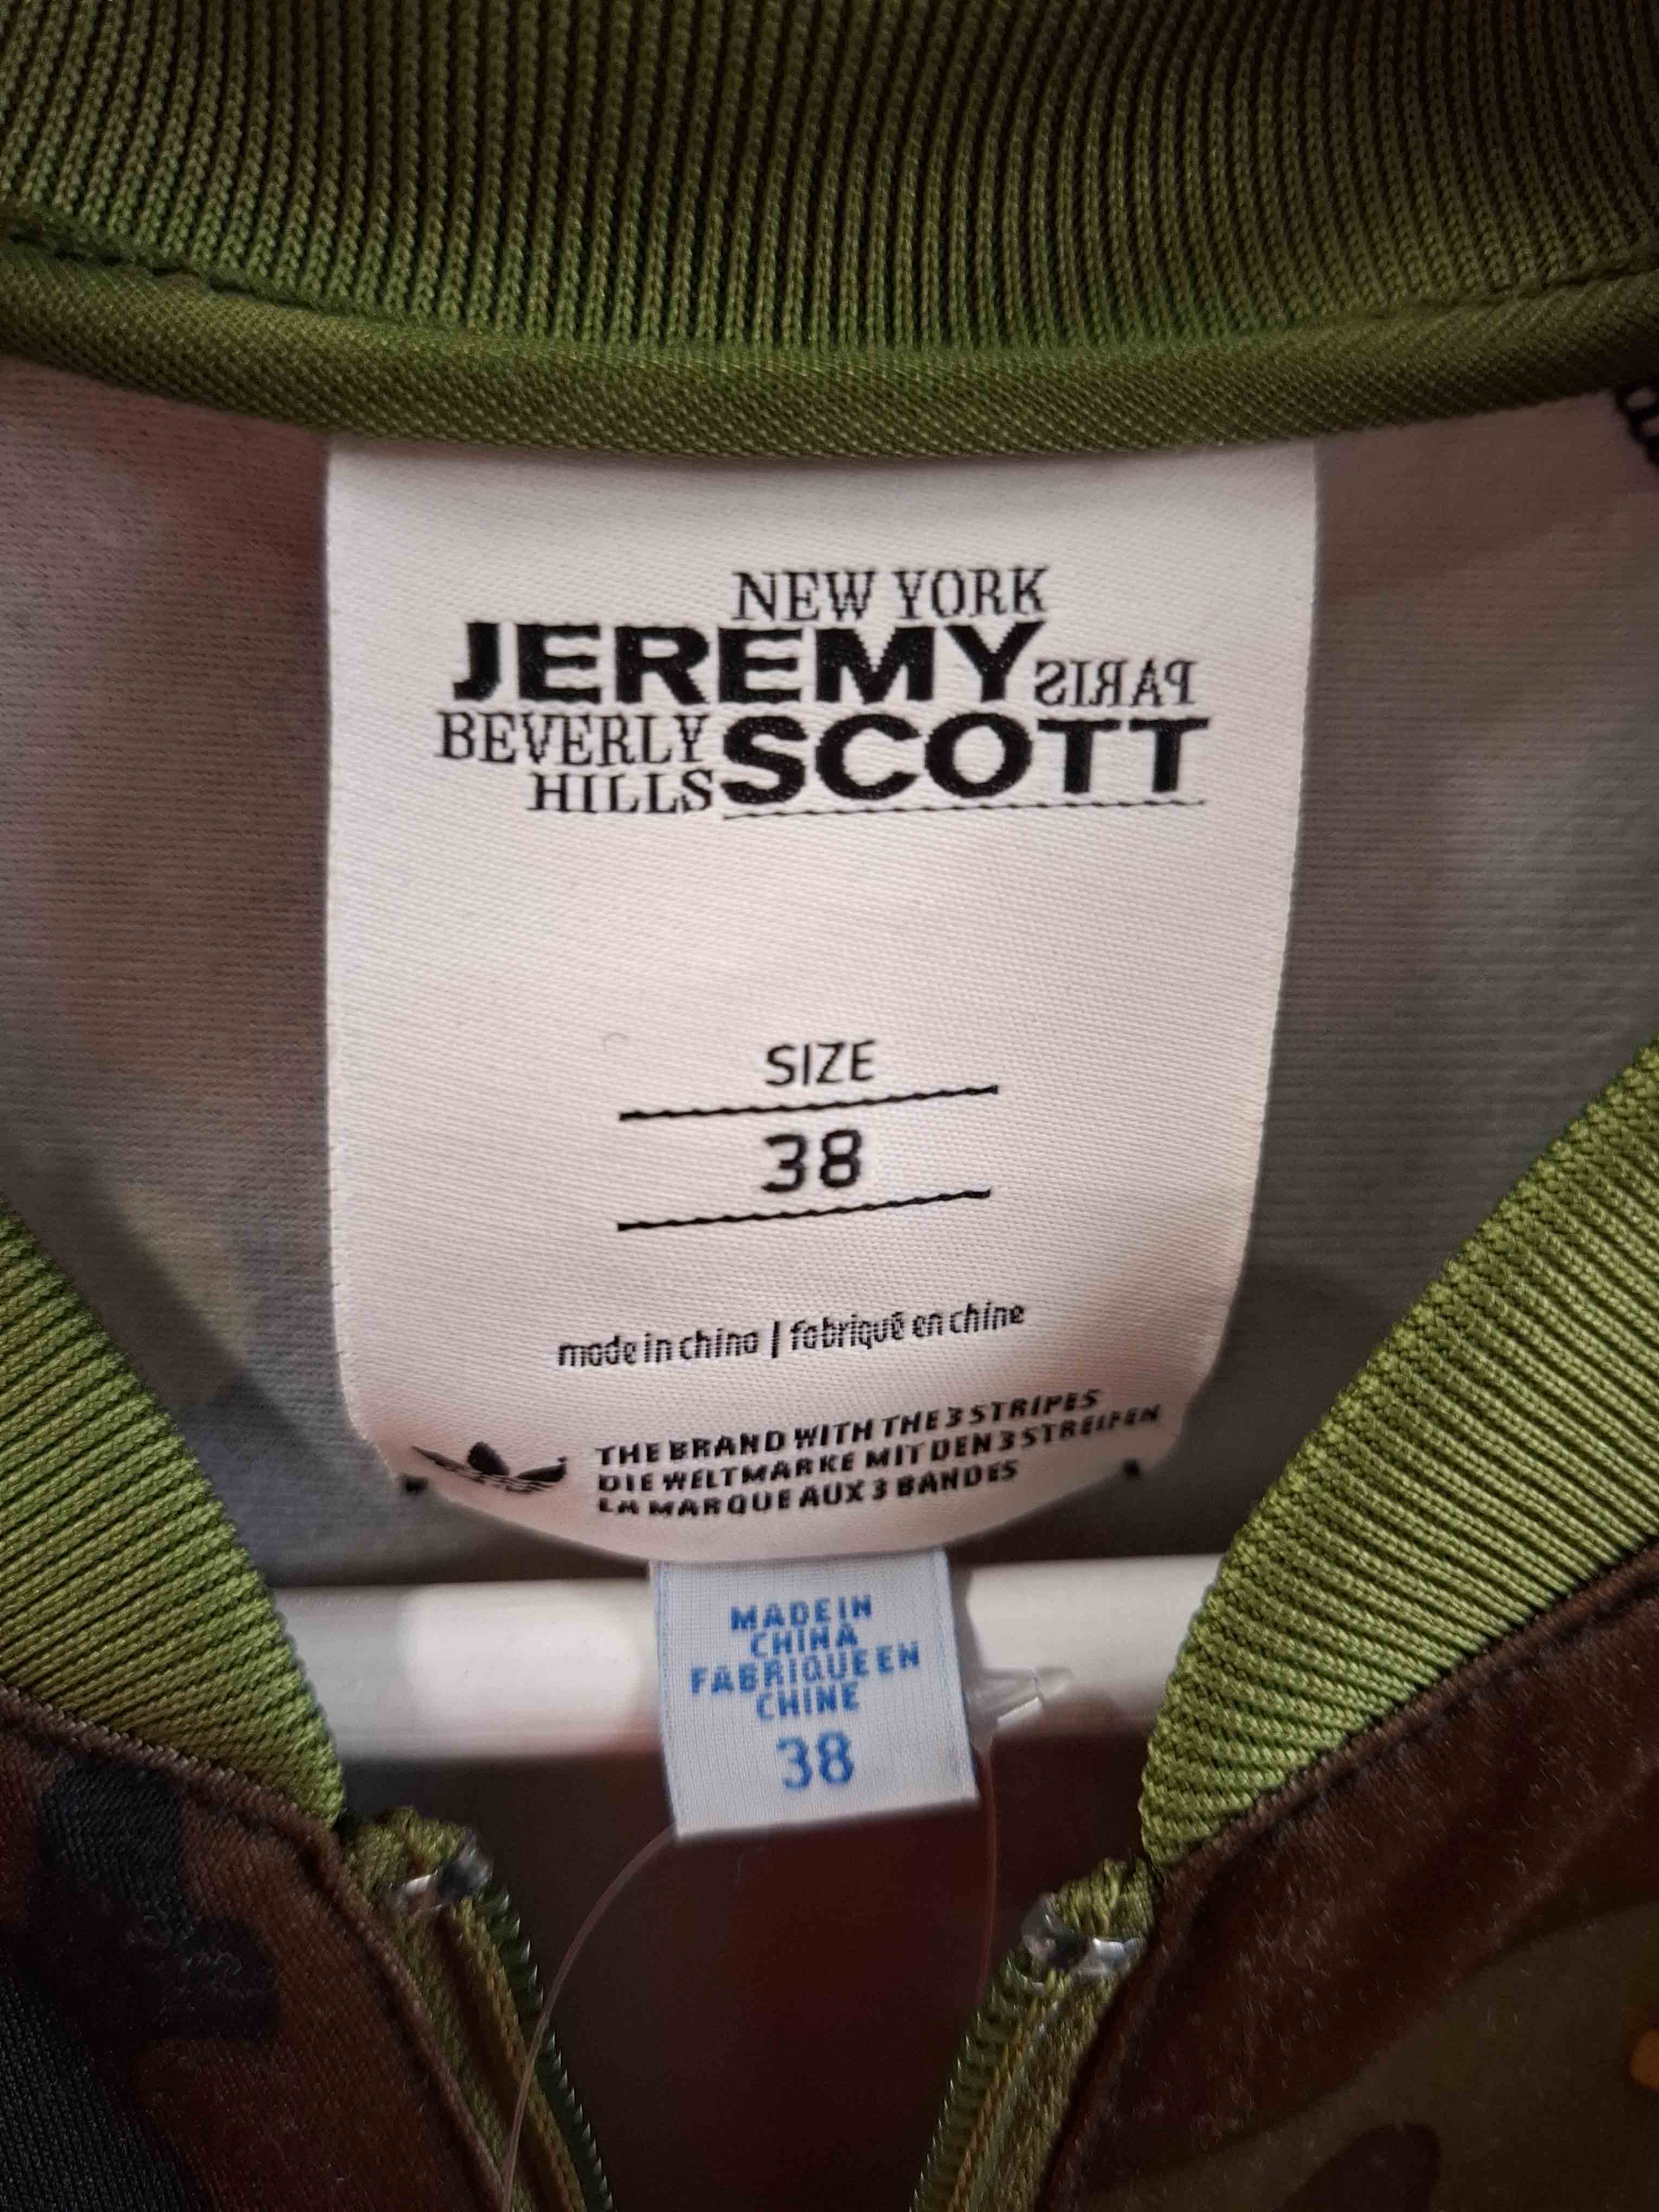 NEW YORK
JEREMY PARIS
BEVERLY SCOTT
HILLS
SIZE
38
made in china | fabriqué en chine
THE BRAND WITH THE 3 STRIPES
DIE WELTMARKE MIT DEN 3 STREIFEN
LA MARQUE AUX 3 BANDES
MADE IN
CHINA
FABRIQUE EN
CHINE
38